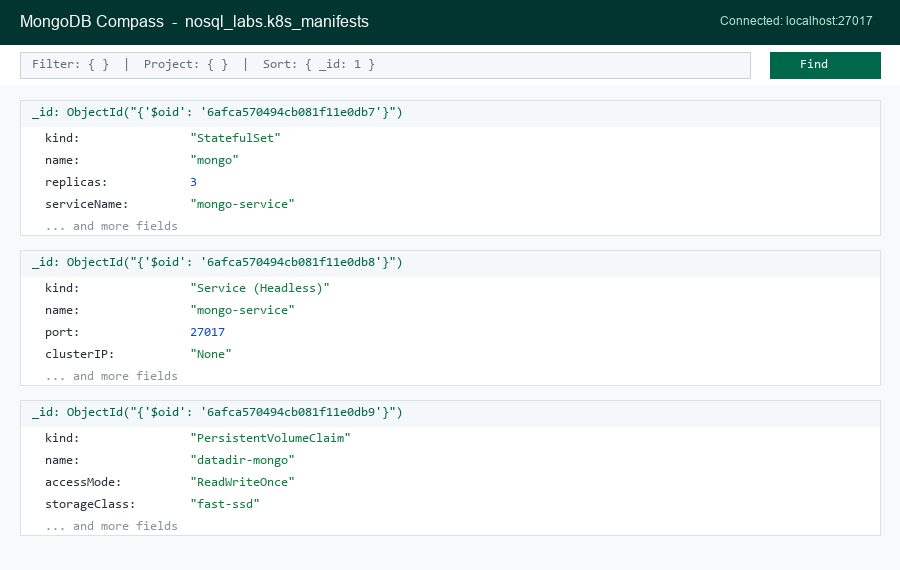 MongoDB Compass - nosql_labs.k8s_manifests
Connected: localhost:27017
Filter: { } | Project: { } | Sort: { _id: 1 }
Find
_id: ObjectId("{'$oid': '6afca570494cb081f11e0db7'}")
kind: "StatefulSet"
name: "mongo"
replicas: 3
serviceName: "mongo-service"
... and more fields
_id: ObjectId("{'$oid': '6afca570494cb081f11e0db8'}")
kind: "Service (Headless)"
name: "mongo-service"
port: 27017
clusterIP: "None"
... and more fields
_id: ObjectId("{'$oid': '6afca570494cb081f11e0db9'}")
kind: "PersistentVolumeClaim"
name: "datadir-mongo"
accessMode: "ReadWriteOnce"
storageClass: "fast-ssd"
... and more fields